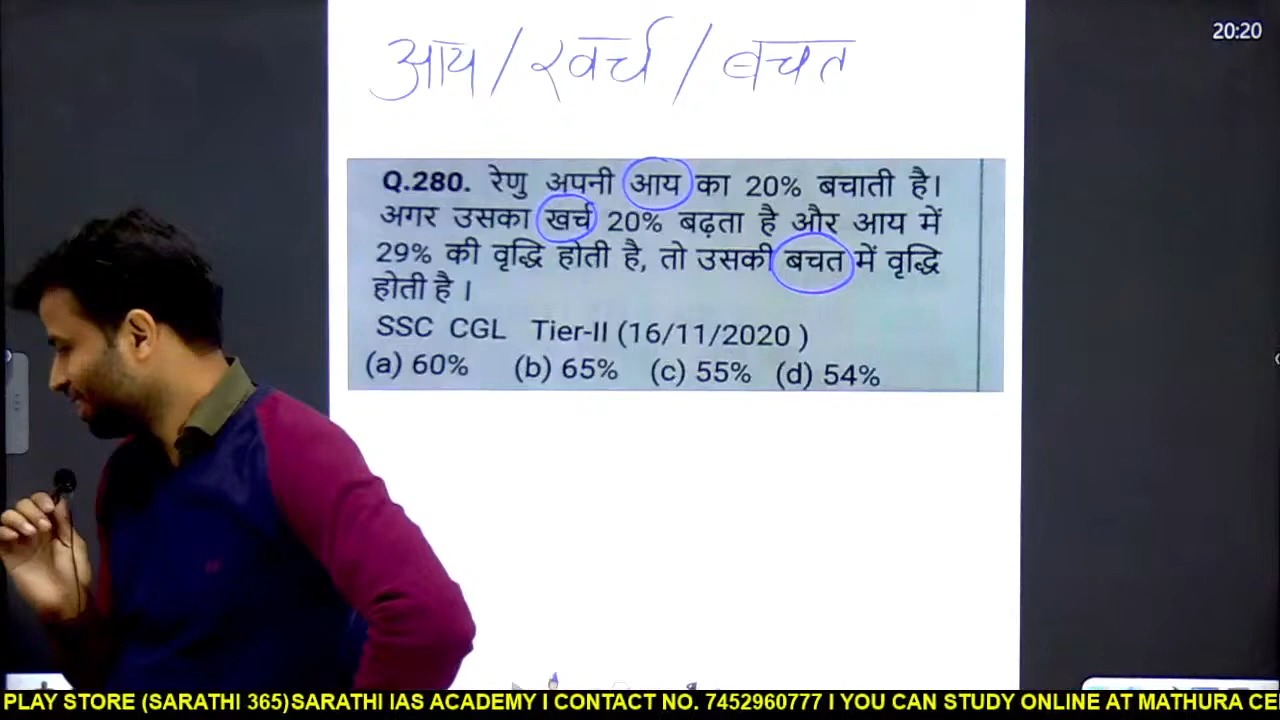 20:20
आय / खर्च / बचत
Q.280. रेणु अपनी आय का 20% बचाती है।
अगर उसका खर्च 20% बढ़ता है और आय में
29% की वृद्धि होती है, तो उसकी बचत में वृद्धि
होती है ।
SSC CGL Tier-II (16/11/2020 )
(a) 60% (b) 65% (c) 55% (d) 54%
PLAY STORE (SARATHI 365)SARATHI IAS ACADEMY I CONTACT NO. 7452960777 I YOU CAN STUDY ONLINE AT MATHURA CE